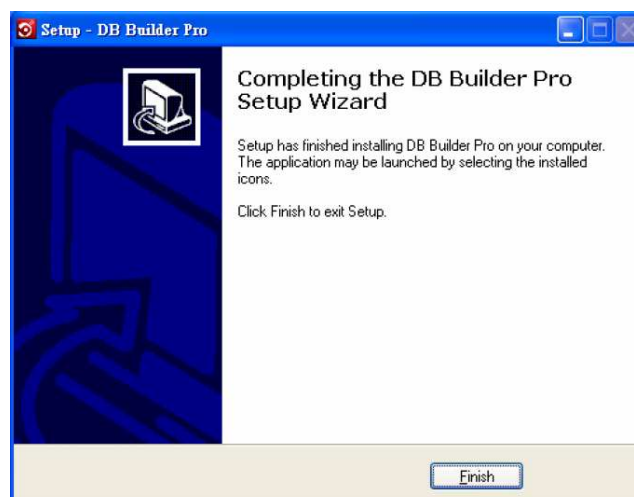 Setup - DB Builder Pro
Completing the DB Builder Pro
Setup Wizard
Setup has finished installing DB Builder Pro on your computer.
The application may be launched by selecting the installed
icons.
Click Finish to exit Setup.
Finish